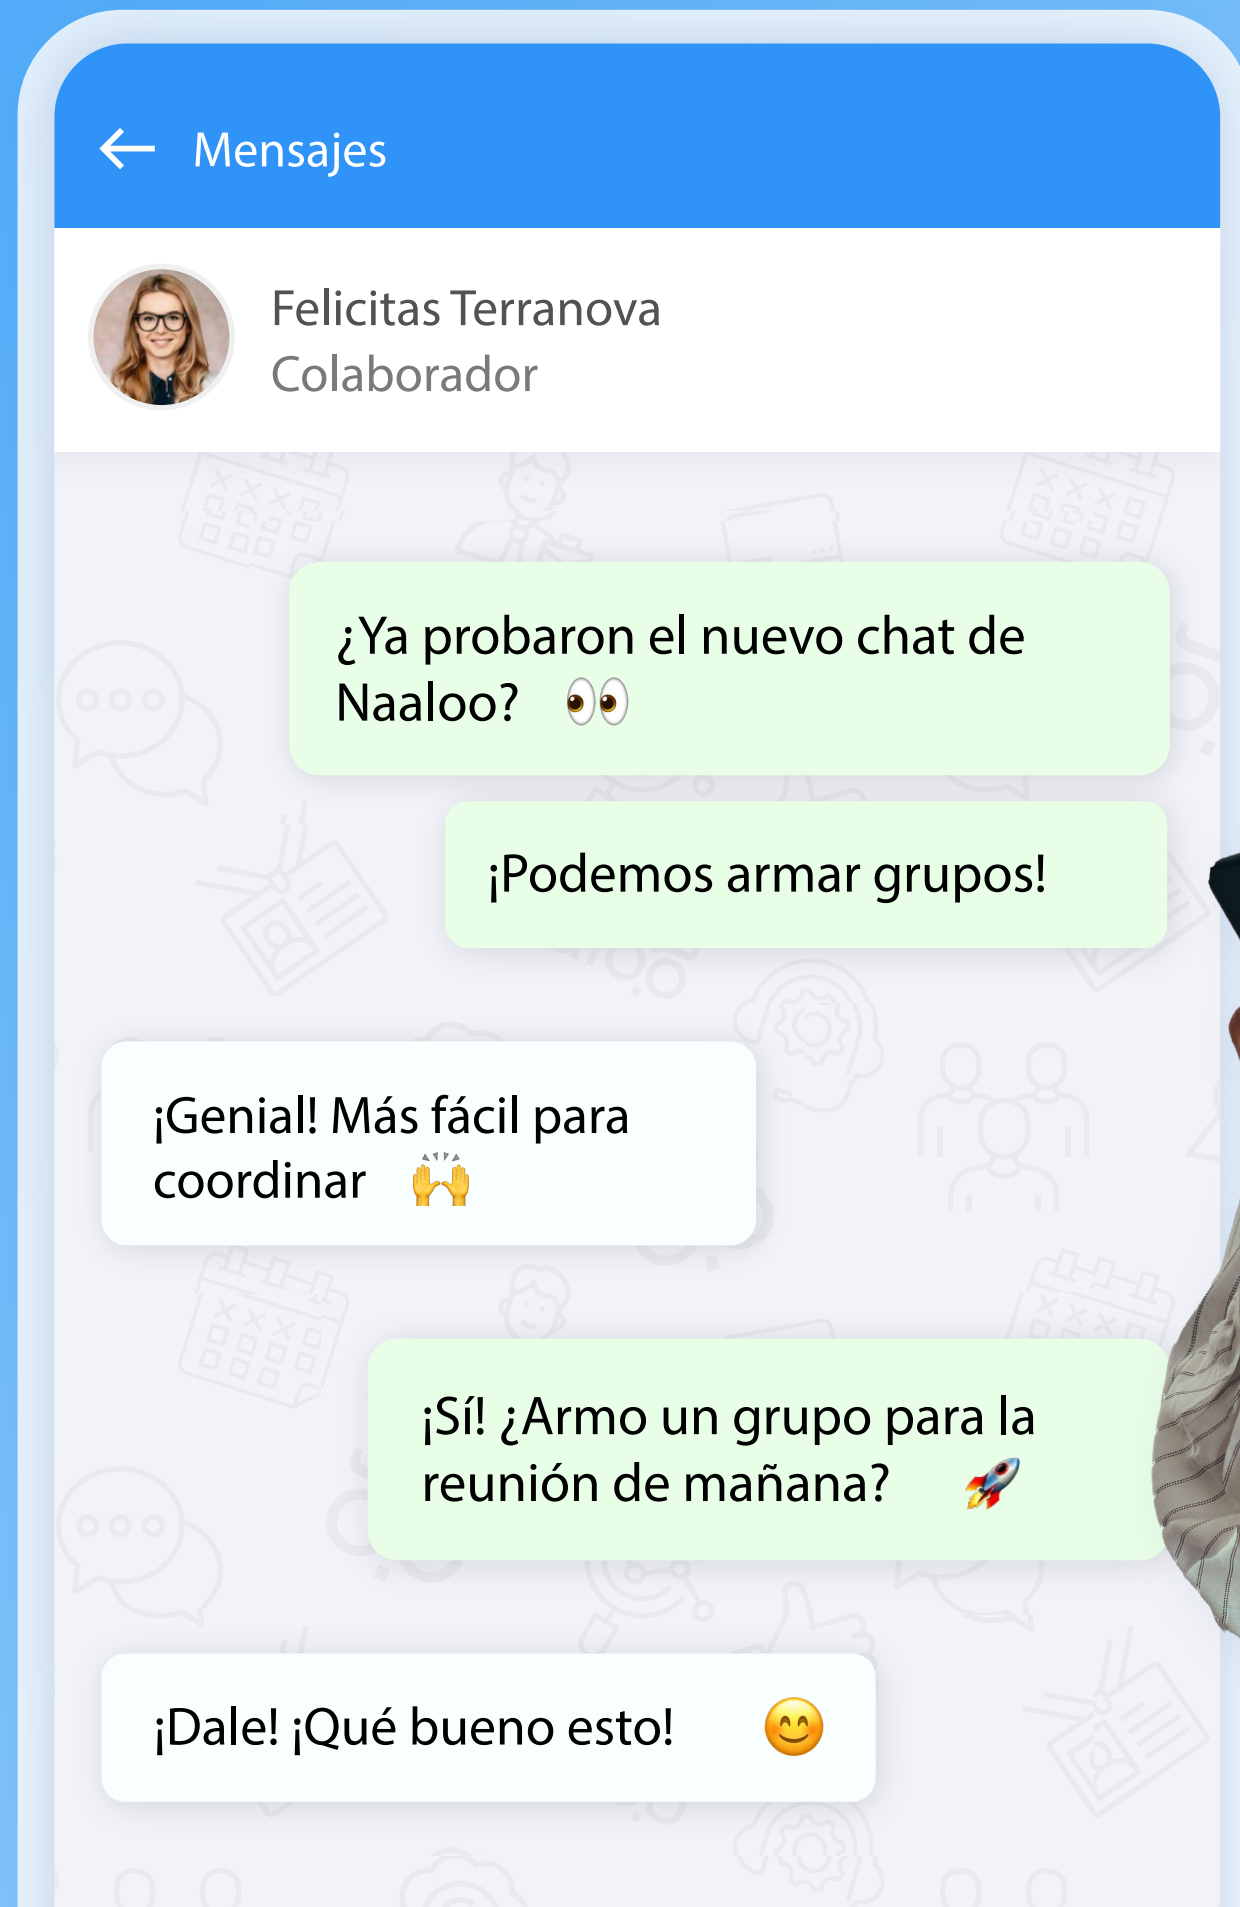 Mensajes
Felicitas Terranova
Colaborador
¿Ya probaron el nuevo chat de
Naaloo? 👀
¡Podemos armar grupos!
¡Genial! Más fácil para
coordinar 🙌
¡Sí! ¿Armo un grupo para la
reunión de mañana? 🚀
¡Dale! ¡Qué bueno esto! 😊